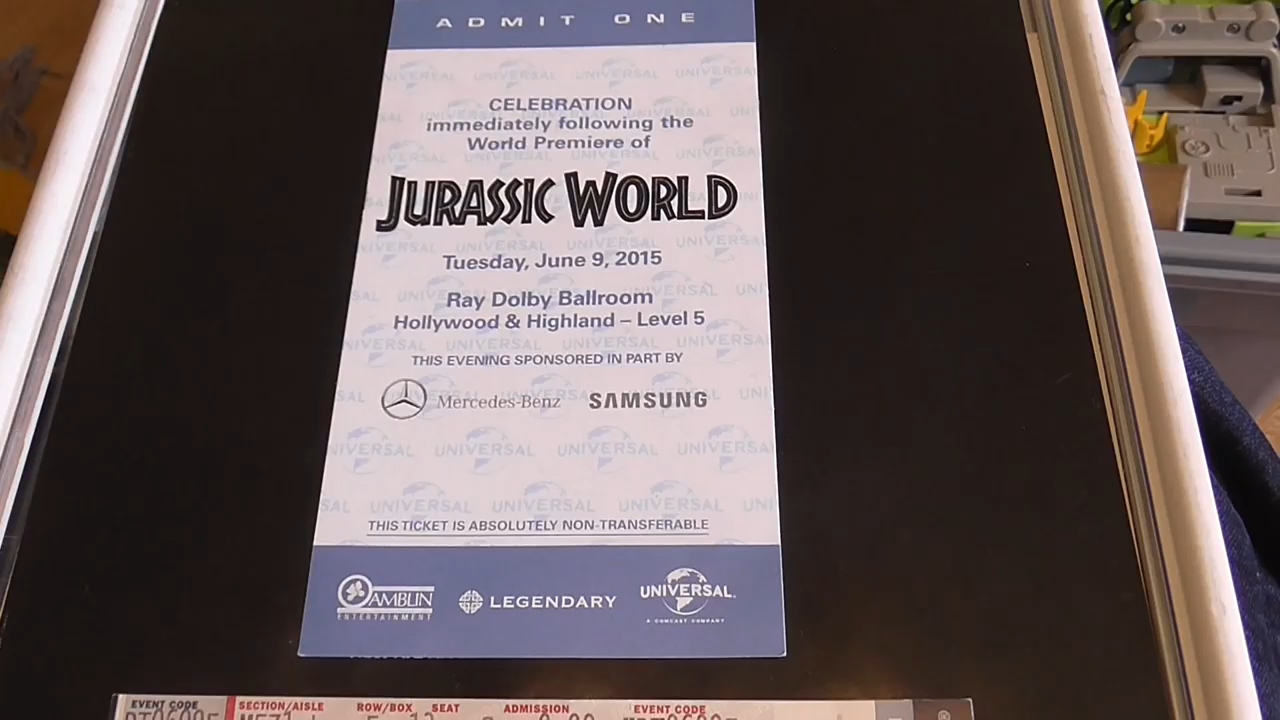 ADMIT ONE
CELEBRATION
immediately following the
World Premiere of
JURASSIC WORLD
Tuesday, June 9, 2015
Ray Dolby Ballroom
Hollywood & Highland – Level 5
THIS EVENING SPONSORED IN PART BY
Mercedes-Benz SAMSUNG
THIS TICKET IS ABSOLUTELY NON-TRANSFERABLE
AMBLIN ENTERTAINMENT
LEGENDARY
UNIVERSAL
A COMCAST COMPANY
EVENT CODE SECTION/AISLE ROW/BOX SEAT ADMISSION EVENT CODE